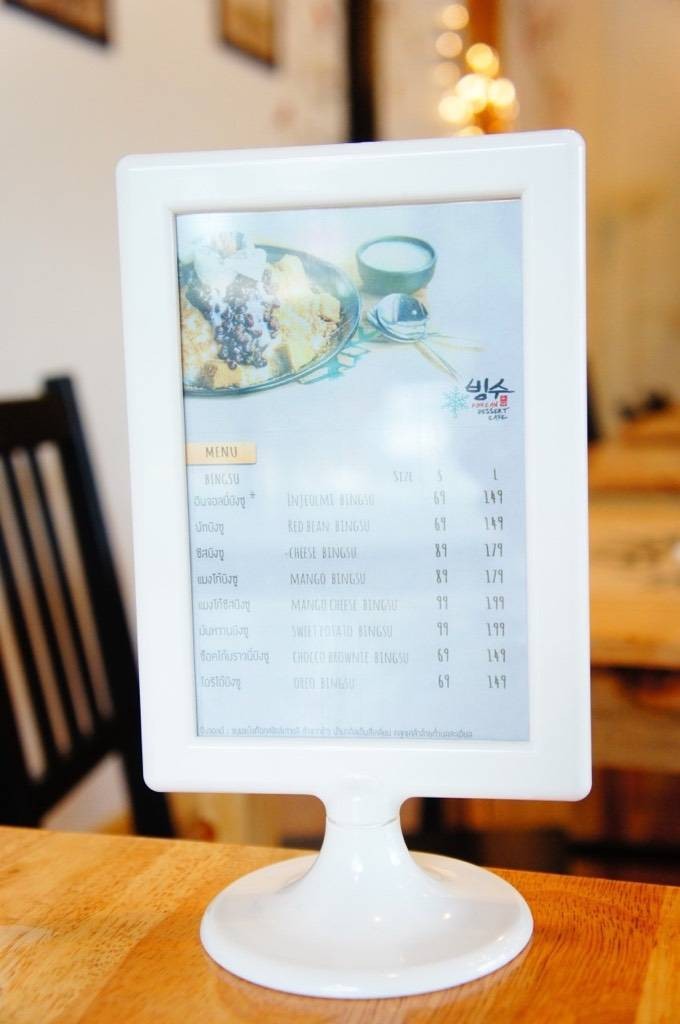 빙수
KOREAN
DESSERT
CAFE
MENU
BINGSU SIZE S L
อินจอลมี่บิงซู * INJEOLMI BINGSU 69 149
พัทบิงซู RED BEAN BINGSU 69 149
ชีสบิงซู CHEESE BINGSU 89 179
แมงโก้บิงซู MANGO BINGSU 89 179
แมงโก้ชีสบิงซู MANGO CHEESE BINGSU 99 199
มันหวานบิงซู SWEET POTATO BINGSU 99 199
ช็อคโก้บราวนี่บิงซู CHOCCO BROWNIE BINGSU 69 149
โอริโอ้บิงซู OREO BINGSU 69 149